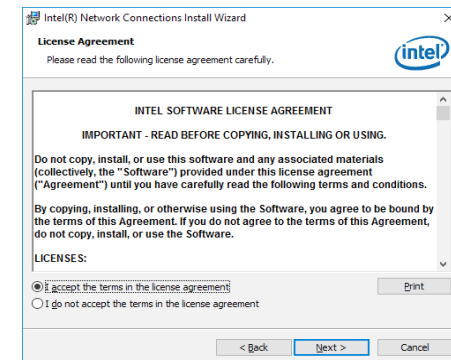 Intel(R) Network Connections Install Wizard
License Agreement
Please read the following license agreement carefully.
intel
INTEL SOFTWARE LICENSE AGREEMENT
IMPORTANT - READ BEFORE COPYING, INSTALLING OR USING.
Do not copy, install, or use this software and any associated materials
(collectively, the "Software") provided under this license agreement
("Agreement") until you have carefully read the following terms and conditions.
By copying, installing, or otherwise using the Software, you agree to be bound by
the terms of this Agreement. If you do not agree to the terms of this Agreement,
do not copy, install, or use the Software.
LICENSES:
I accept the terms in the license agreement
Print
I do not accept the terms in the license agreement
< Back
Next >
Cancel